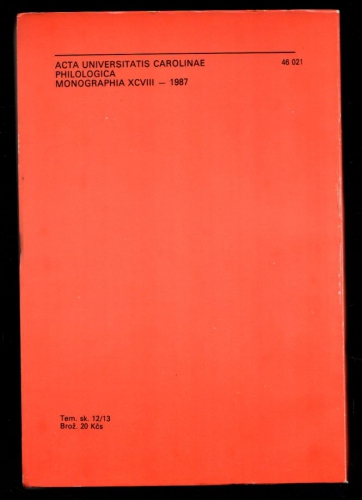 ACTA UNIVERSITATIS CAROLINAE 46 021
PHILOLOGICA
MONOGRAPHIA XCVIII — 1987
Tem. sk. 12/13
Brož. 20 Kčs